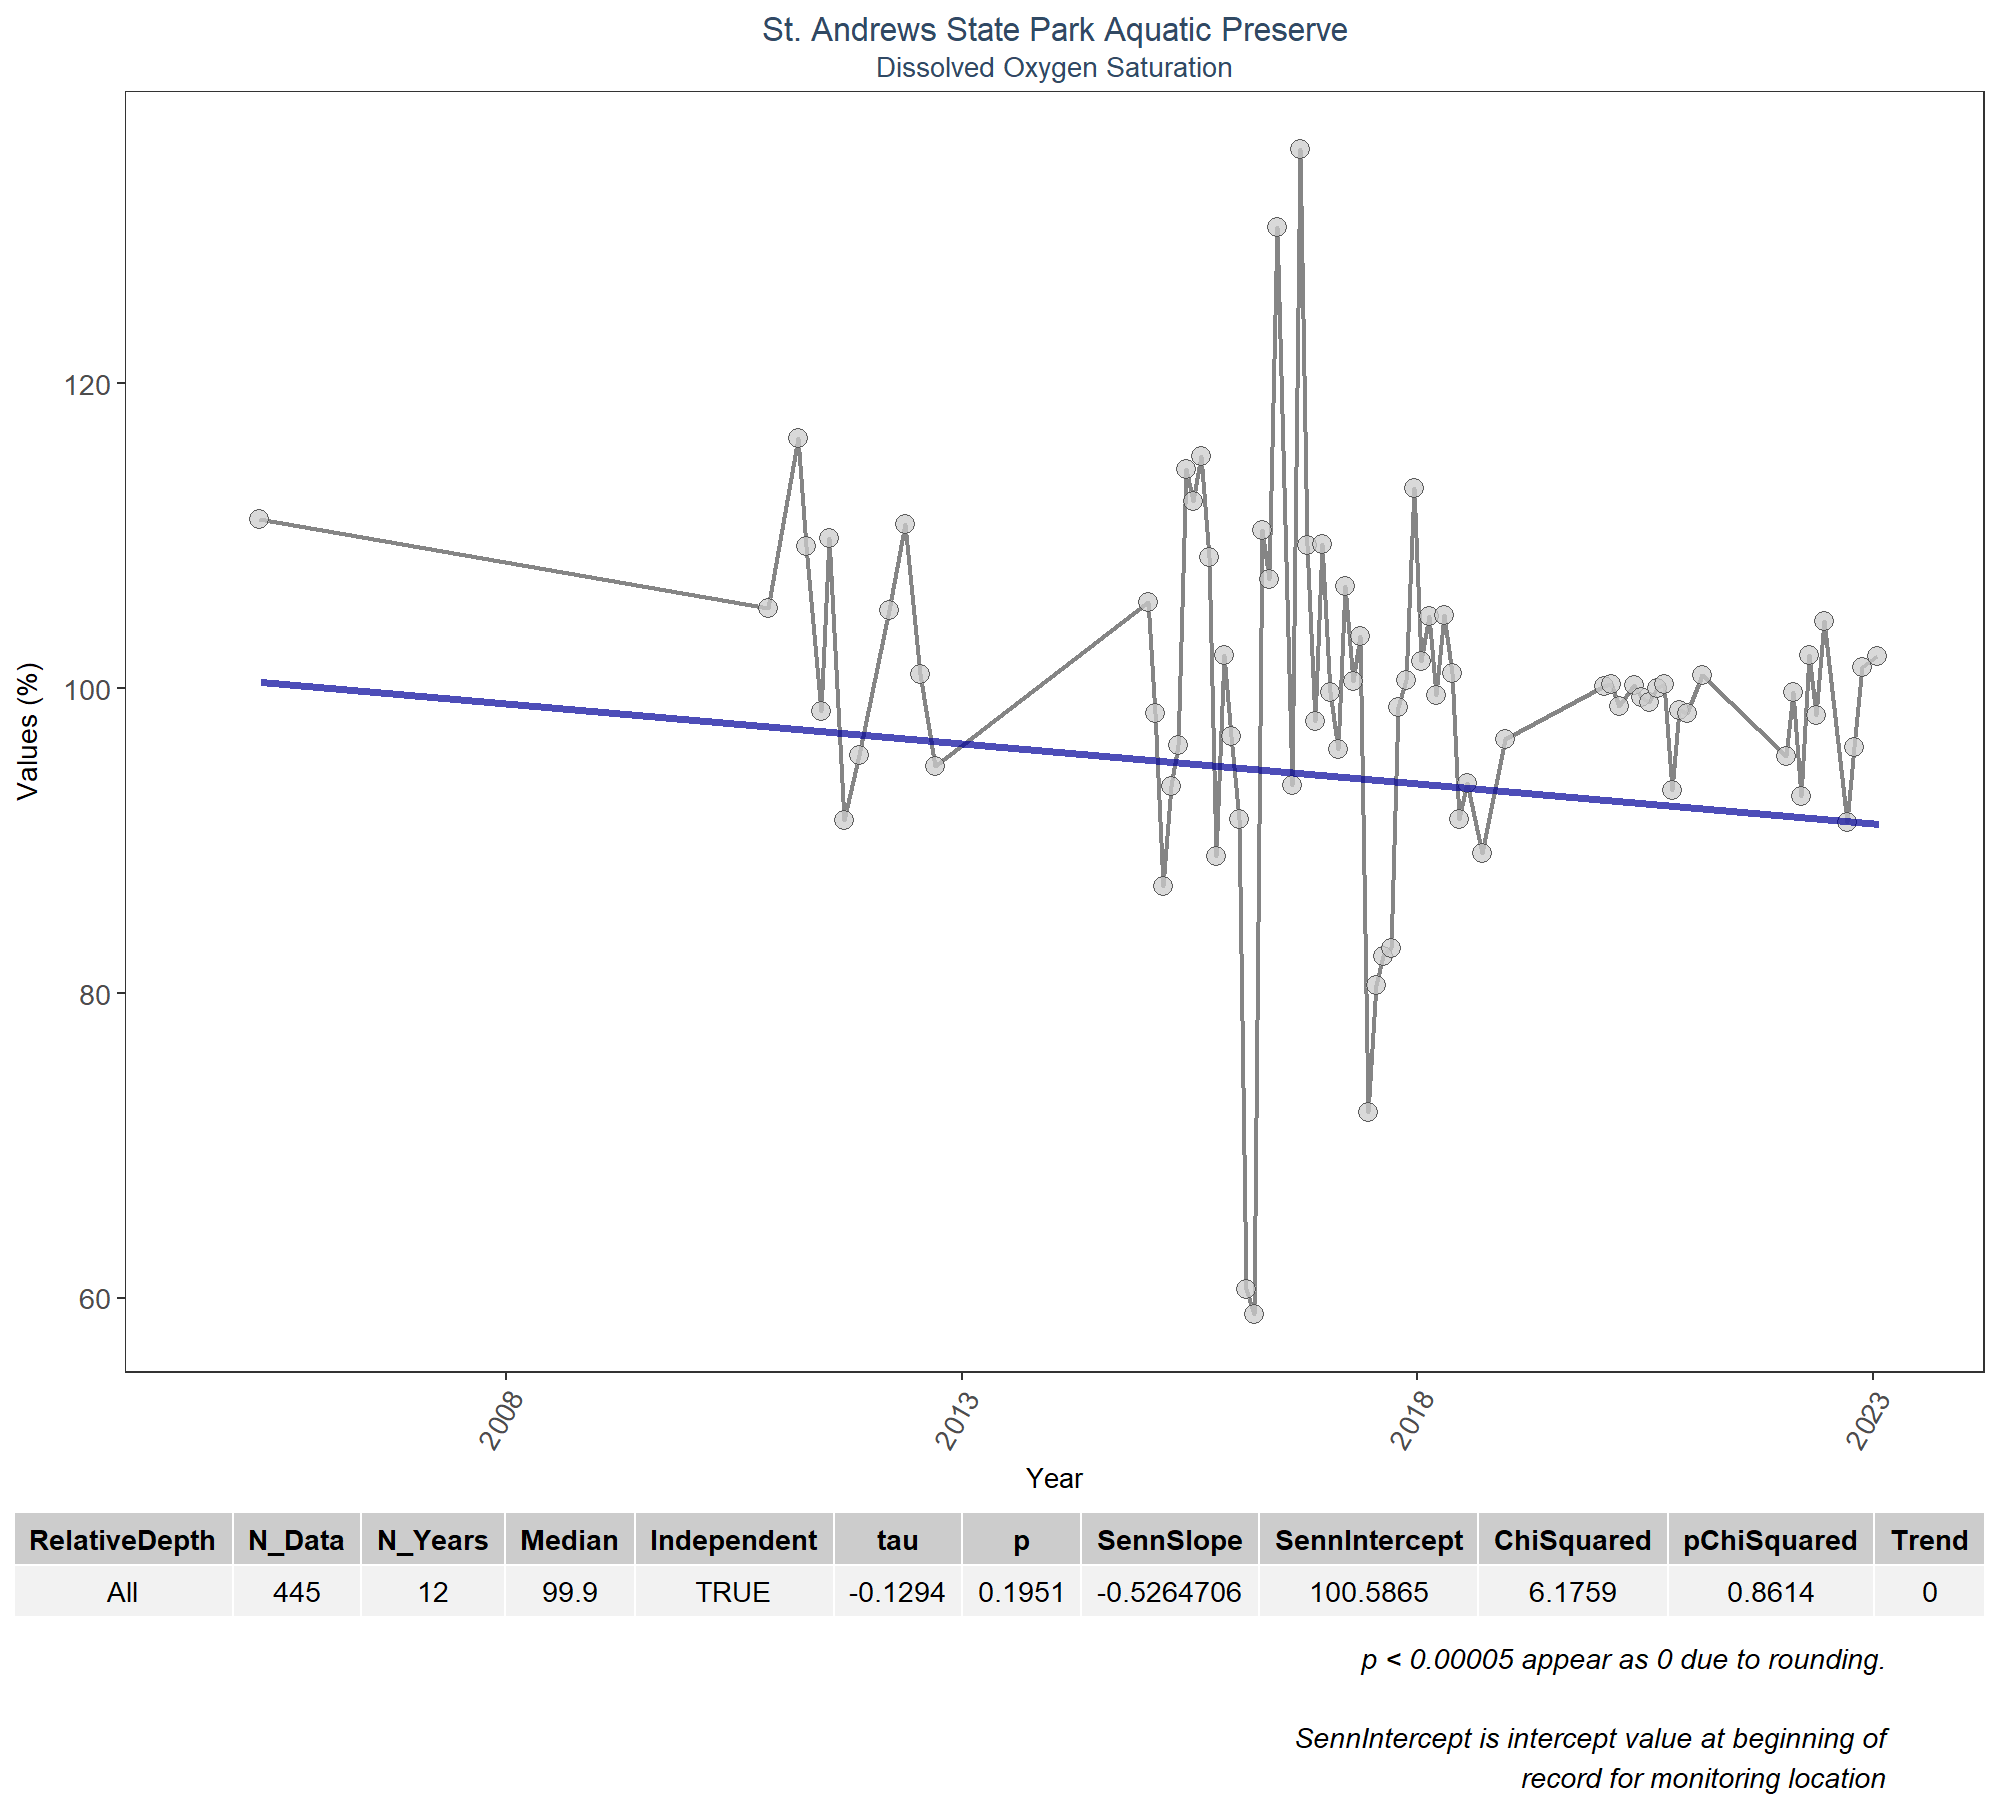 St. Andrews State Park Aquatic Preserve
Dissolved Oxygen Saturation
Values (%)
120
100
80
60
2008
2013
2018
2023
Year
RelativeDepth N_Data N_Years Median Independent tau p SennSlope SennIntercept ChiSquared pChiSquared Trend
All 445 12 99.9 TRUE -0.1294 0.1951 -0.5264706 100.5865 6.1759 0.8614 0
p < 0.00005 appear as 0 due to rounding.
SennIntercept is intercept value at beginning of
record for monitoring location